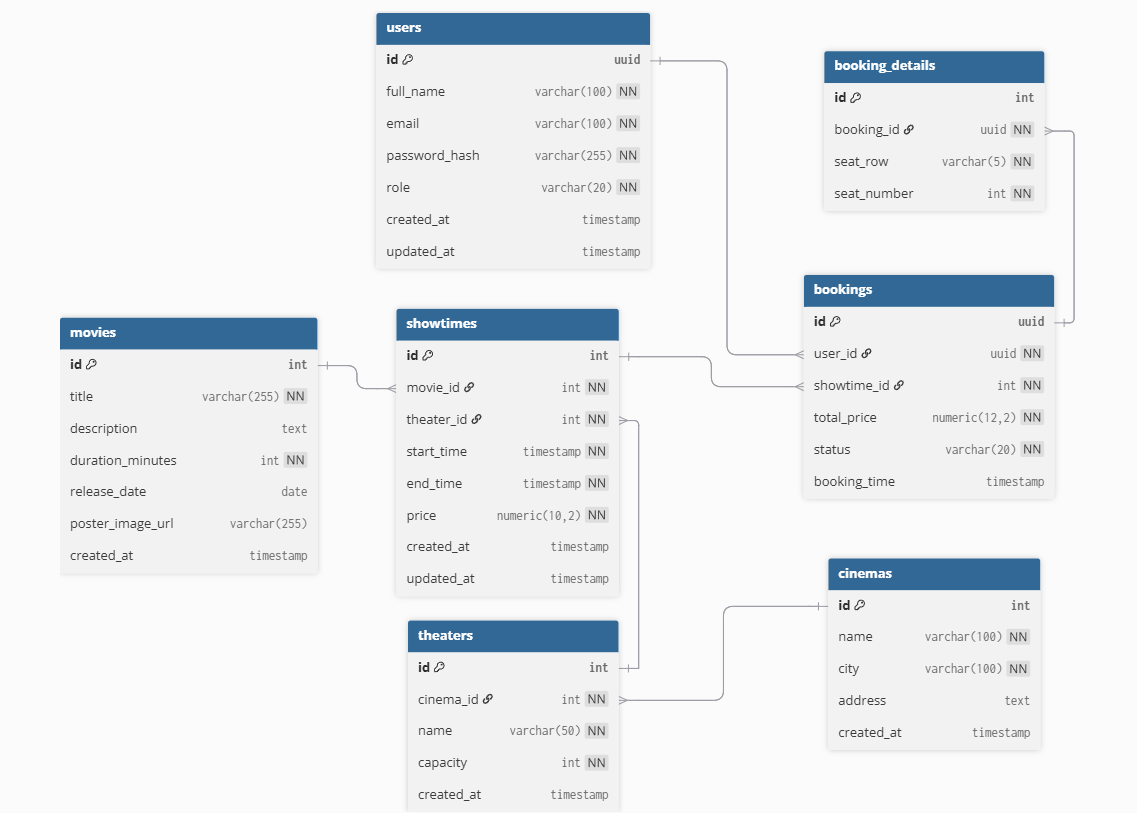 users
id uuid
full_name varchar(100) NN
email varchar(100) NN
password_hash varchar(255) NN
role varchar(20) NN
created_at timestamp
updated_at timestamp
booking_details
id int
booking_id uuid NN
seat_row varchar(5) NN
seat_number int NN
movies
id int
title varchar(255) NN
description text
duration_minutes int NN
release_date date
poster_image_url varchar(255)
created_at timestamp
showtimes
id int
movie_id int NN
theater_id int NN
start_time timestamp NN
end_time timestamp NN
price numeric(10,2) NN
created_at timestamp
updated_at timestamp
bookings
id uuid
user_id uuid NN
showtime_id int NN
total_price numeric(12,2) NN
status varchar(20) NN
booking_time timestamp
theaters
id int
cinema_id int NN
name varchar(50) NN
capacity int NN
created_at timestamp
cinemas
id int
name varchar(100) NN
city varchar(100) NN
address text
created_at timestamp